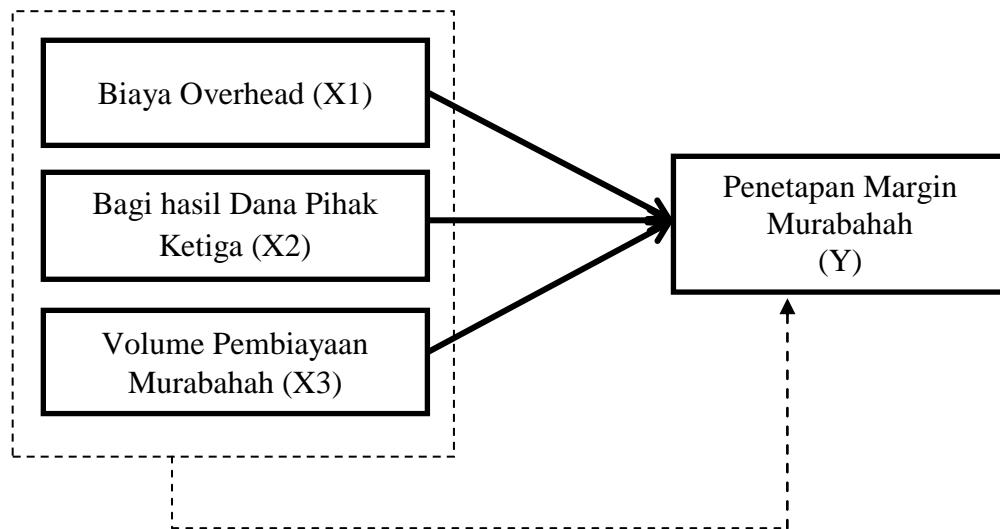 Biaya Overhead (X1)
Bagi hasil Dana Pihak
Ketiga (X2)
Volume Pembiayaan
Murabahah (X3)
Penetapan Margin
Murabahah
(Y)